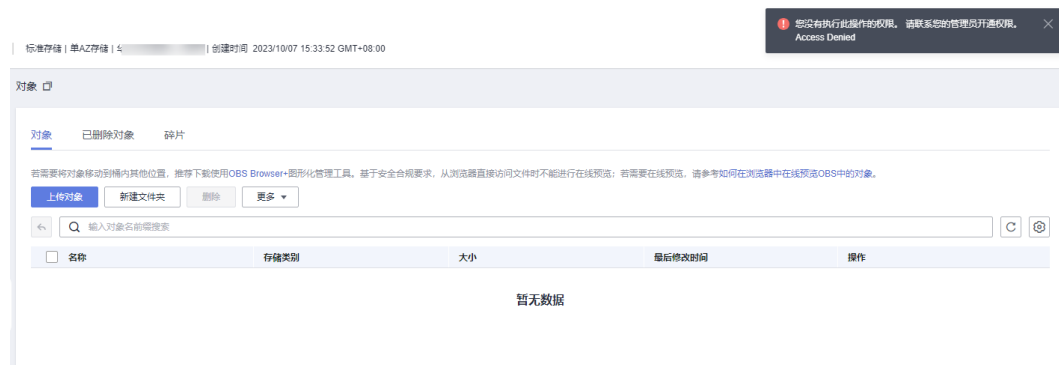 您没有执行此操作的权限。 请联系您的管理员开通权限。
Access Denied
标准存储 | 单AZ存储 | | 创建时间 2023/10/07 15:33:52 GMT+08:00
对象
对象 已删除对象 碎片
若需要将对象移动到桶内其他位置，推荐下载使用OBS Browser+图形化管理工具。基于安全合规要求，从浏览器直接访问文件时不能进行在线预览；若需要在线预览，请参考如何在浏览器中在线预览OBS中的对象。
上传对象 新建文件夹 删除 更多
输入对象名前缀搜索
名称 存储类别 大小 最后修改时间 操作
暂无数据